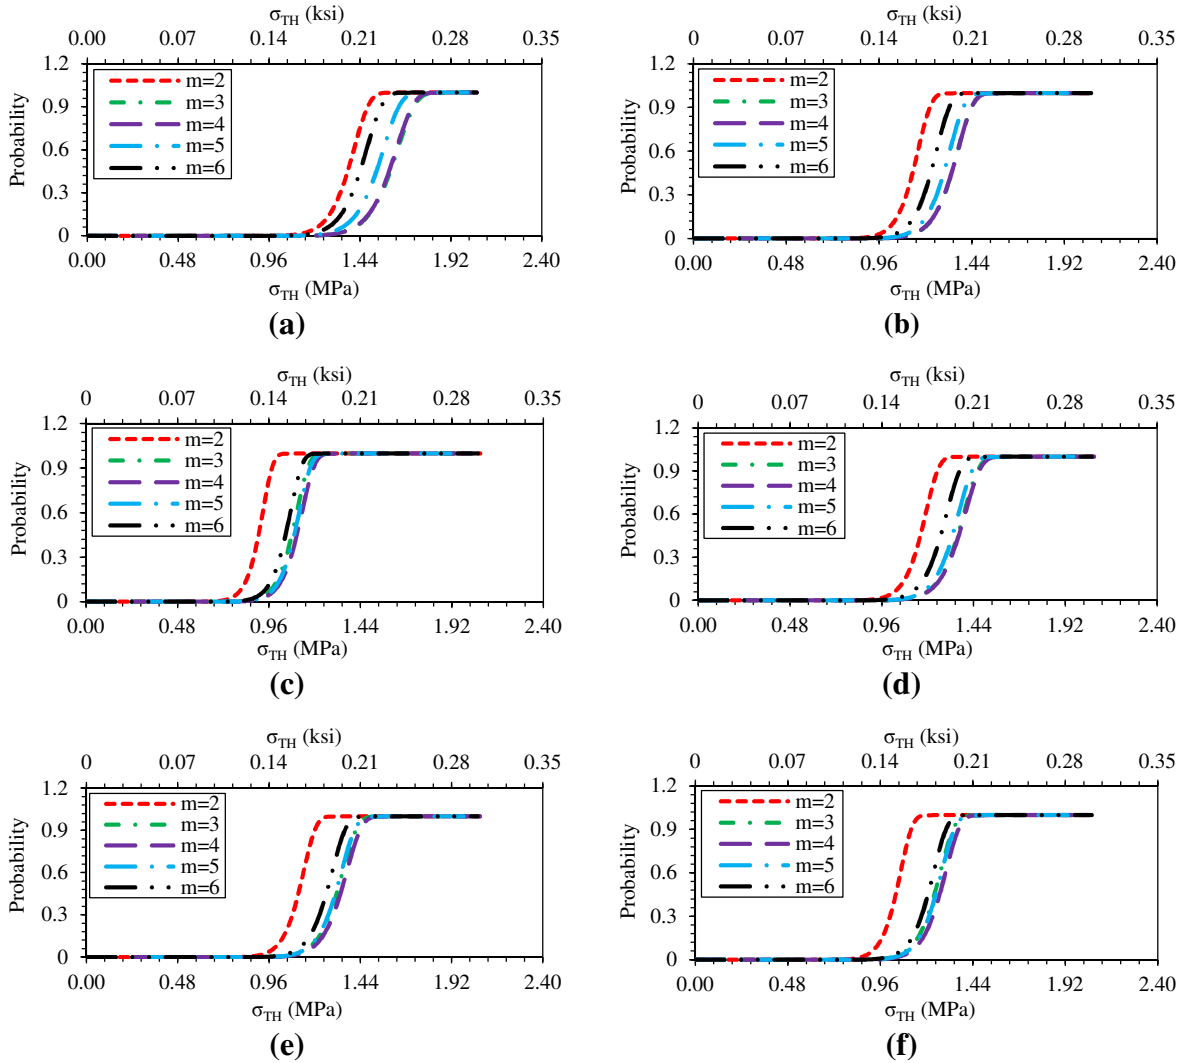 σTH (ksi)
0.00 0.07 0.14 0.21 0.28 0.35
Probability
1.2
0.9
0.6
0.3
0
m=2
m=3
m=4
m=5
m=6
0.00 0.48 0.96 1.44 1.92 2.40
σTH (MPa)
(a)
σTH (ksi)
0 0.07 0.14 0.21 0.28 0.35
Probability
1.2
0.9
0.6
0.3
0
m=2
m=3
m=4
m=5
m=6
0.00 0.48 0.96 1.44 1.92 2.40
σTH (MPa)
(b)
σTH (ksi)
0 0.07 0.14 0.21 0.28 0.35
Probability
1.2
0.9
0.6
0.3
0
m=2
m=3
m=4
m=5
m=6
0.00 0.48 0.96 1.44 1.92 2.40
σTH (MPa)
(c)
σTH (ksi)
0 0.07 0.14 0.21 0.28 0.35
Probability
1.2
0.9
0.6
0.3
0
m=2
m=3
m=4
m=5
m=6
0.00 0.48 0.96 1.44 1.92 2.40
σTH (MPa)
(d)
σTH (ksi)
0 0.07 0.14 0.21 0.28 0.35
Probability
1.2
0.9
0.6
0.3
0
m=2
m=3
m=4
m=5
m=6
0.00 0.48 0.96 1.44 1.92 2.40
σTH (MPa)
(e)
σTH (ksi)
0 0.07 0.14 0.21 0.28 0.35
Probability
1.2
0.9
0.6
0.3
0
m=2
m=3
m=4
m=5
m=6
0.00 0.48 0.96 1.44 1.92 2.40
σTH (MPa)
(f)